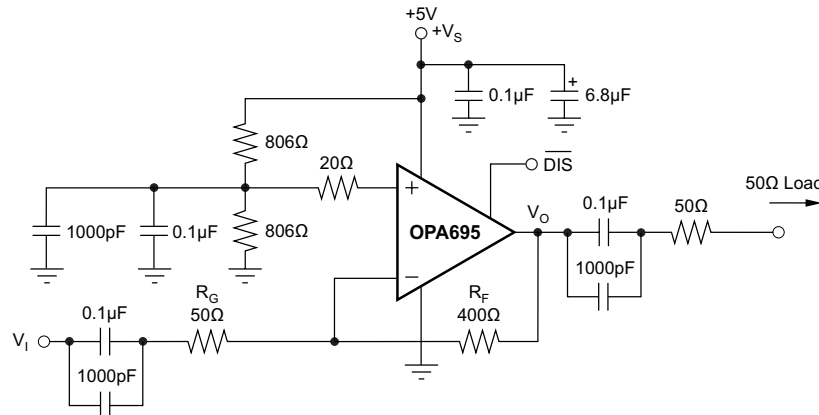 +5V
+V_S
0.1µF
6.8µF
806Ω
20Ω
DIS
50Ω Load
1000pF
0.1µF
806Ω
+
OPA695
−
V_O
0.1µF
50Ω
1000pF
R_G
50Ω
R_F
400Ω
V_I
0.1µF
1000pF
+